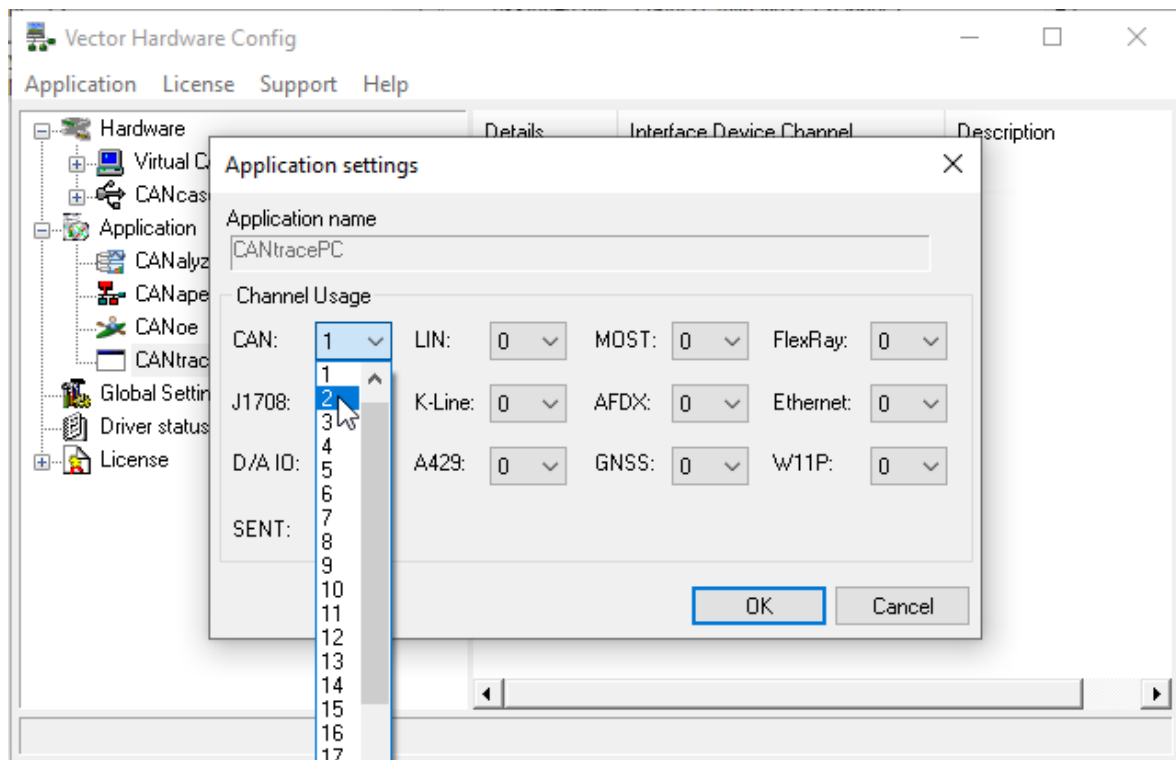 Vector Hardware Config
Application License Support Help
Hardware
Details Interface Device Channel Description
Virtual C
CANcas
Application
CANalyz
CANape
CANoe
CANtrac
Global Settin
Driver status
License
Application settings
Application name
CANtracePC
Channel Usage
CAN: 1 LIN: 0 MOST: 0 FlexRay: 0
J1708: K-Line: 0 AFDX: 0 Ethernet: 0
D/A IO: A429: 0 GNSS: 0 W11P: 0
SENT:
1
2
3
4
5
6
7
8
9
10
11
12
13
14
15
16
17
OK Cancel